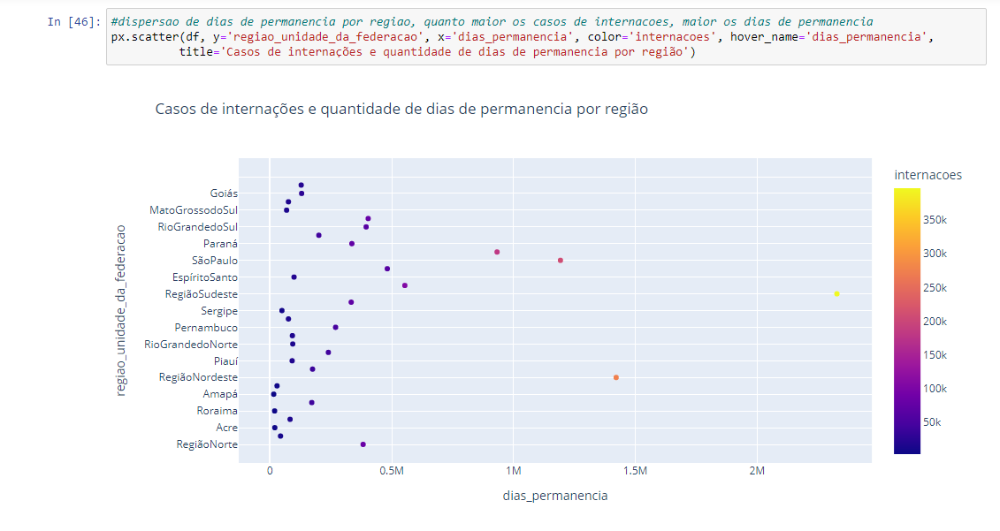 In [46]: #dispersao de dias de permanencia por regiao, quanto maior os casos de internacoes, maior os dias de permanencia
px.scatter(df, y='regiao_unidade_da_federacao', x='dias_permanencia', color='internacoes', hover_name='dias_permanencia',
title='Casos de internações e quantidade de dias de permanencia por região')
Casos de internações e quantidade de dias de permanencia por região
internacoes
Goiás
MatoGrossodoSul
RioGrandedoSul
Paraná
SãoPaulo
EspíritoSanto
RegiãoSudeste
Sergipe
Pernambuco
RioGrandedoNorte
Piauí
RegiãoNordeste
Amapá
Roraima
Acre
RegiãoNorte
regiao_unidade_da_federacao
350k
300k
250k
200k
150k
100k
50k
0 0.5M 1M 1.5M 2M
dias_permanencia